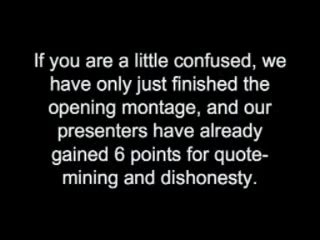 If you are a little confused, we
have only just finished the
opening montage, and our
presenters have already
gained 6 points for quote-
mining and dishonesty.